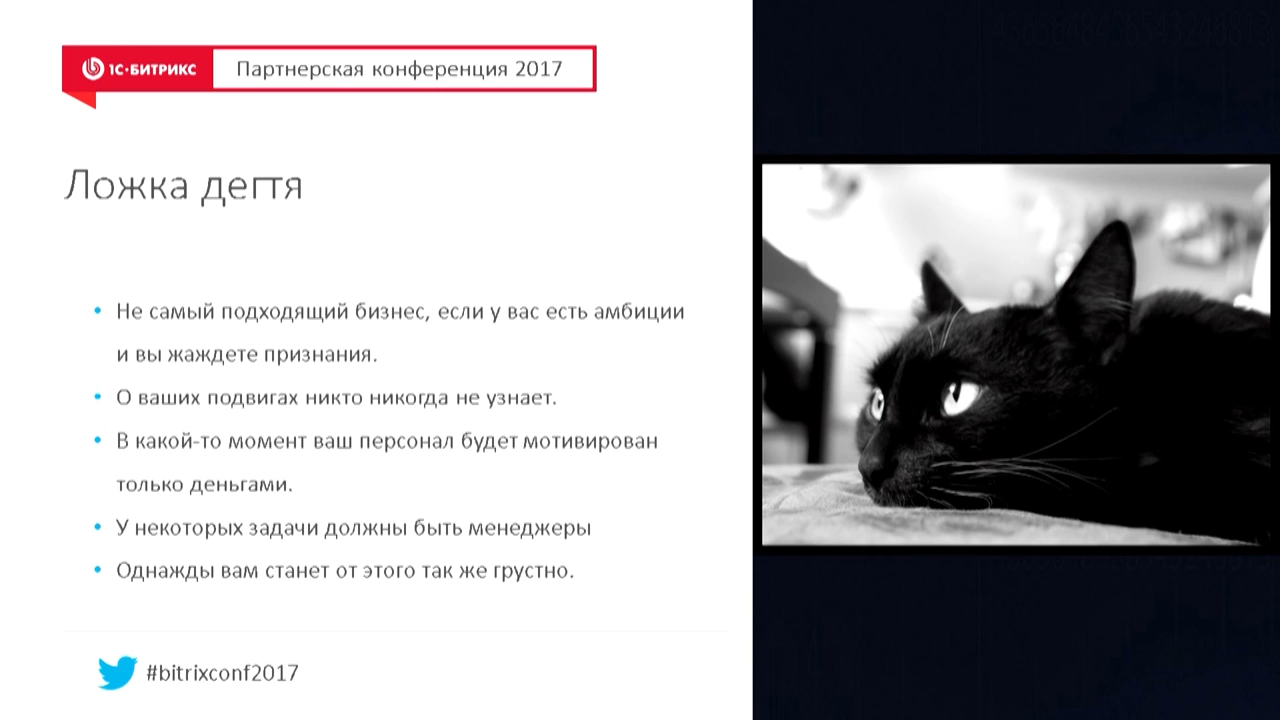 1С·БИТРИКС Партнерская конференция 2017
Ложка дегтя
• Не самый подходящий бизнес, если у вас есть амбиции
и вы жаждете признания.
• О ваших подвигах никто никогда не узнает.
• В какой-то момент ваш персонал будет мотивирован
только деньгами.
• У некоторых задачи должны быть менеджеры
• Однажды вам станет от этого так же грустно.
#bitrixconf2017